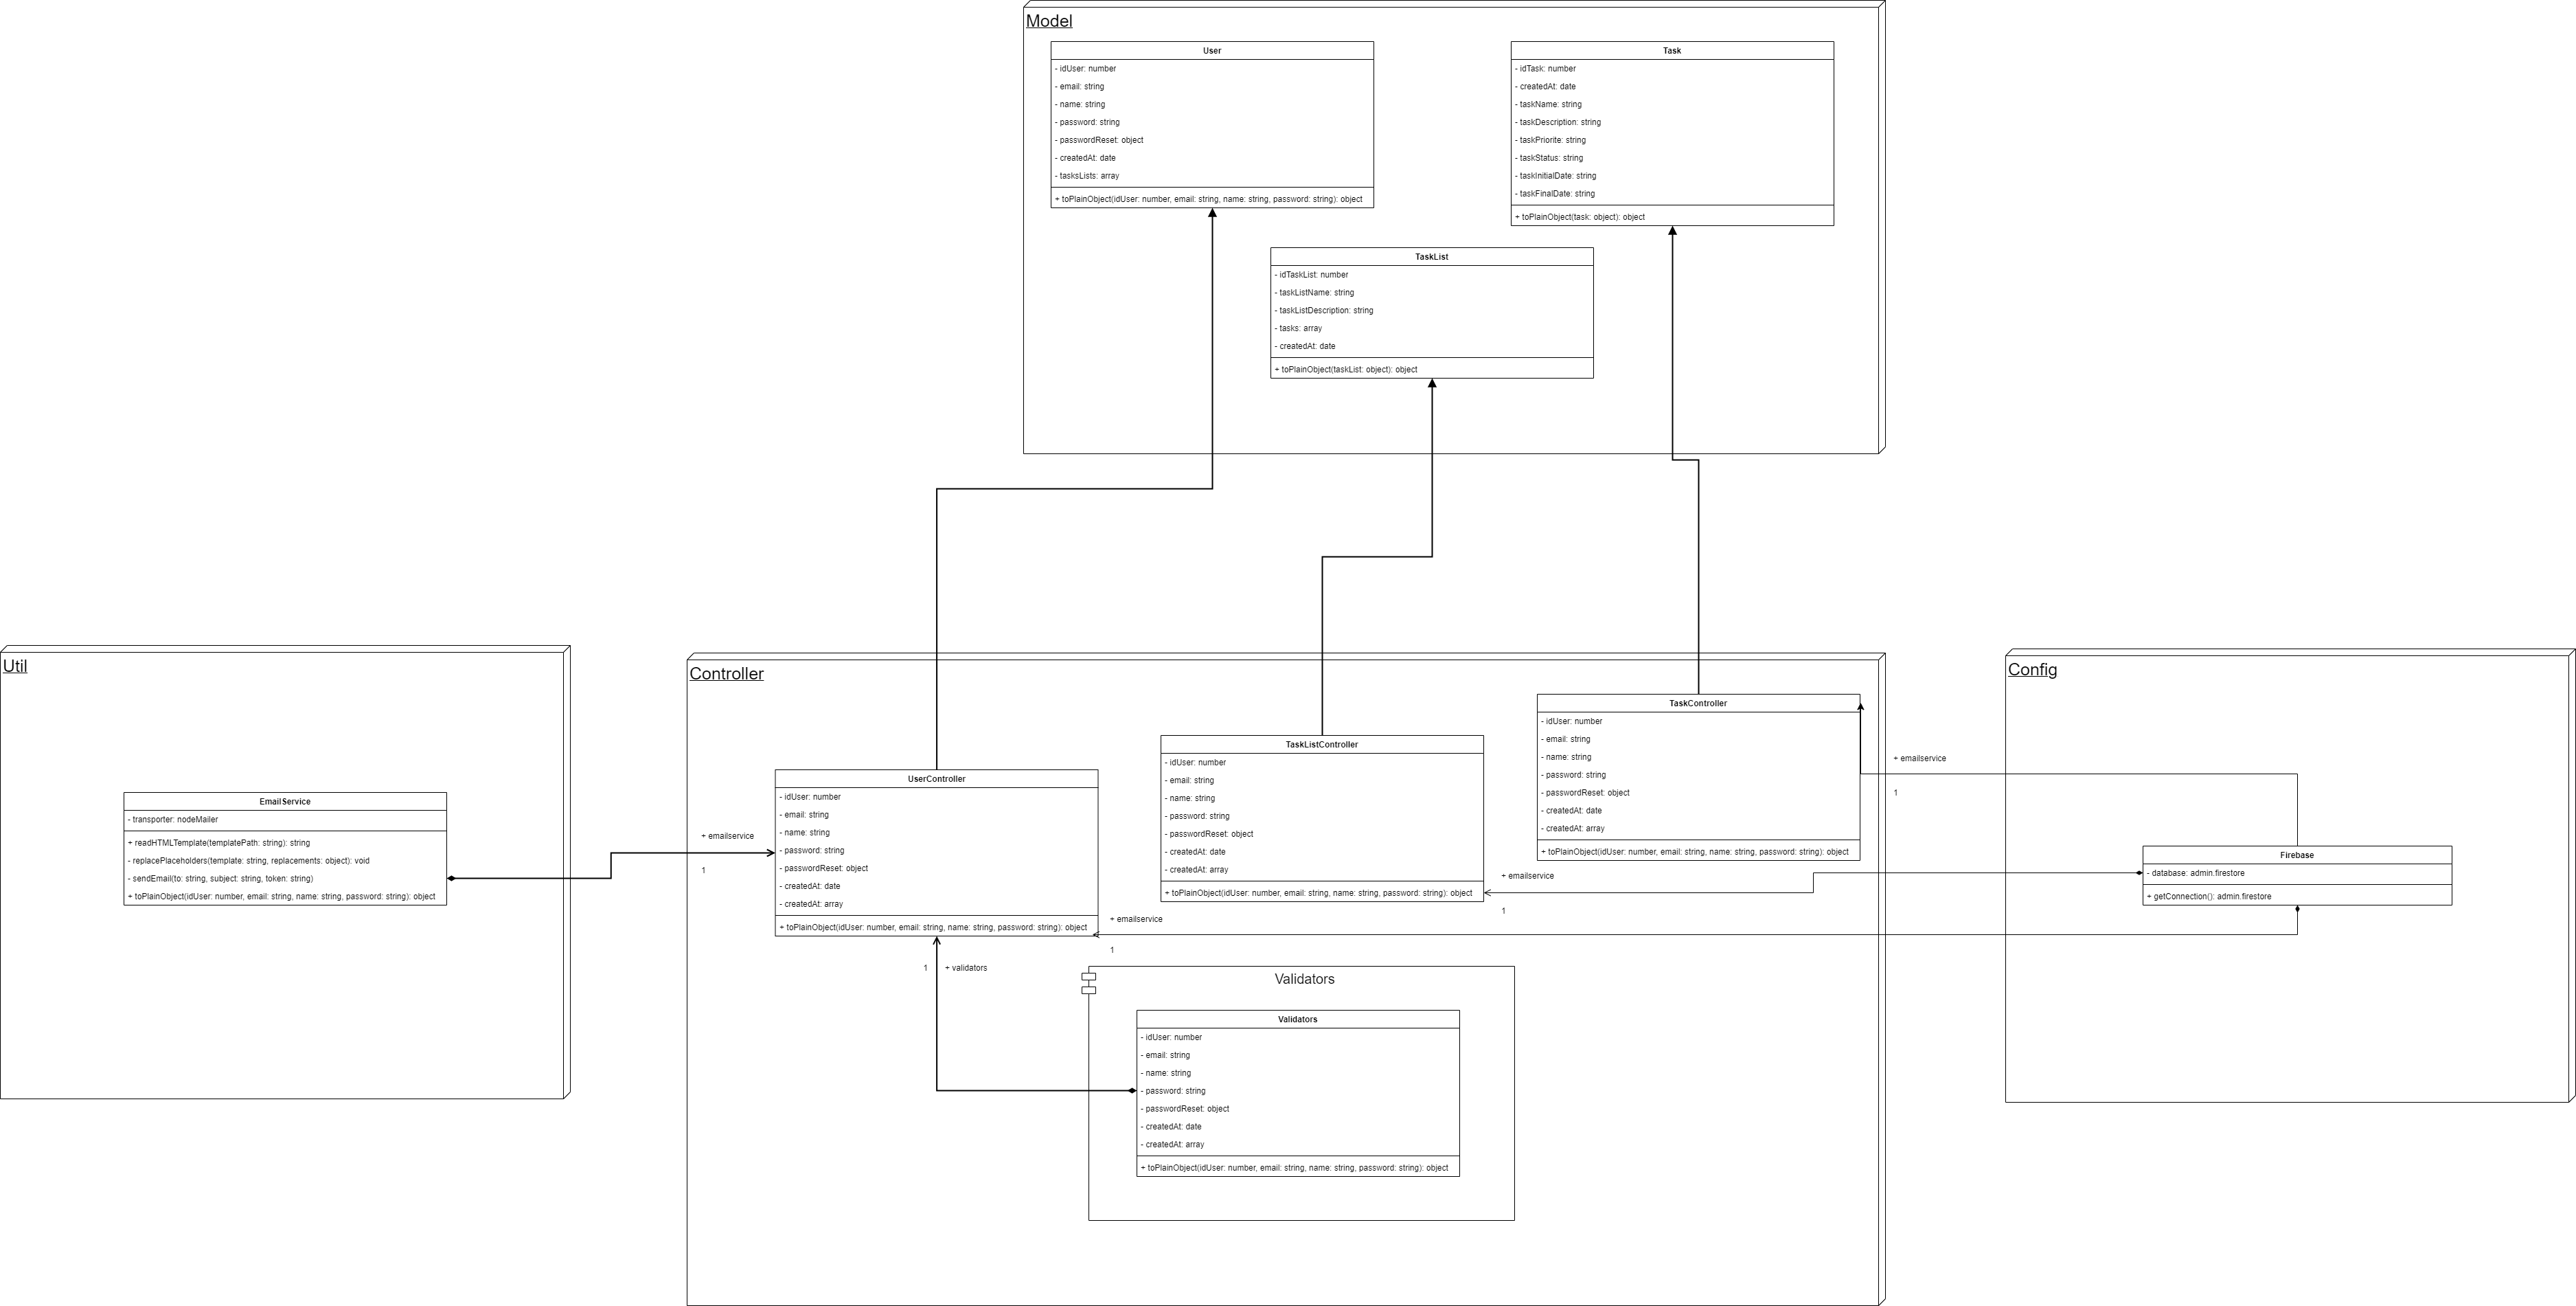 Model
User
- idUser: number
- email: string
- name: string
- password: string
- passwordReset: object
- createdAt: date
- tasksLists: array
+ toPlainObject(idUser: number, email: string, name: string, password: string): object
Task
- idTask: number
- createdAt: date
- taskName: string
- taskDescription: string
- taskPriorite: string
- taskStatus: string
- taskInitialDate: string
- taskFinalDate: string
+ toPlainObject(task: object): object
TaskList
- idTaskList: number
- taskListName: string
- taskListDescription: string
- tasks: array
- createdAt: date
+ toPlainObject(taskList: object): object
Util
EmailService
- transporter: nodeMailer
+ readHTMLTemplate(templatePath: string): string
- replacePlaceholders(template: string, replacements: object): void
- sendEmail(to: string, subject: string, token: string)
+ toPlainObject(idUser: number, email: string, name: string, password: string): object
+ emailservice
1
Controller
UserController
- idUser: number
- email: string
- name: string
- password: string
- passwordReset: object
- createdAt: date
- createdAt: array
+ toPlainObject(idUser: number, email: string, name: string, password: string): object
TaskListController
- idUser: number
- email: string
- name: string
- password: string
- passwordReset: object
- createdAt: date
- createdAt: array
+ toPlainObject(idUser: number, email: string, name: string, password: string): object
TaskController
- idUser: number
- email: string
- name: string
- password: string
- passwordReset: object
- createdAt: date
- createdAt: array
+ toPlainObject(idUser: number, email: string, name: string, password: string): object
+ emailservice
1
+ emailservice
1
+ emailservice
1
1
+ validators
Validators
Validators
- idUser: number
- email: string
- name: string
- password: string
- passwordReset: object
- createdAt: date
- createdAt: array
+ toPlainObject(idUser: number, email: string, name: string, password: string): object
Config
Firebase
- database: admin.firestore
+ getConnection(): admin.firestore